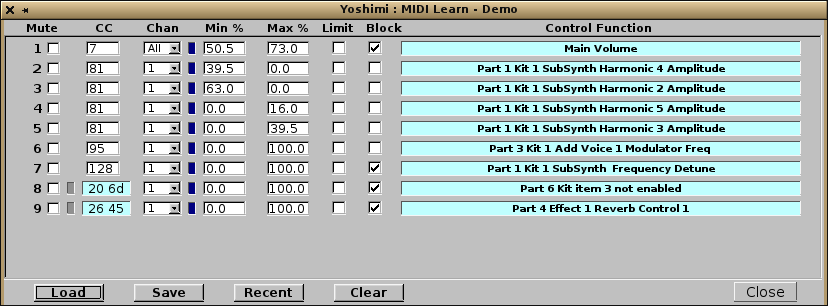 Yoshimi : MIDI Learn - Demo
Mute CC Chan Min % Max % Limit Block Control Function
1 7 All 50.5 73.0 Main Volume
2 81 1 39.5 0.0 Part 1 Kit 1 SubSynth Harmonic 4 Amplitude
3 81 1 63.0 0.0 Part 1 Kit 1 SubSynth Harmonic 2 Amplitude
4 81 1 0.0 16.0 Part 1 Kit 1 SubSynth Harmonic 5 Amplitude
5 81 1 0.0 39.5 Part 1 Kit 1 SubSynth Harmonic 3 Amplitude
6 95 1 0.0 100.0 Part 3 Kit 1 Add Voice 1 Modulator Freq
7 128 1 0.0 100.0 Part 1 Kit 1 SubSynth Frequency Detune
8 20 6d 1 0.0 100.0 Part 6 Kit item 3 not enabled
9 26 45 1 0.0 100.0 Part 4 Effect 1 Reverb Control 1
Load Save Recent Clear Close